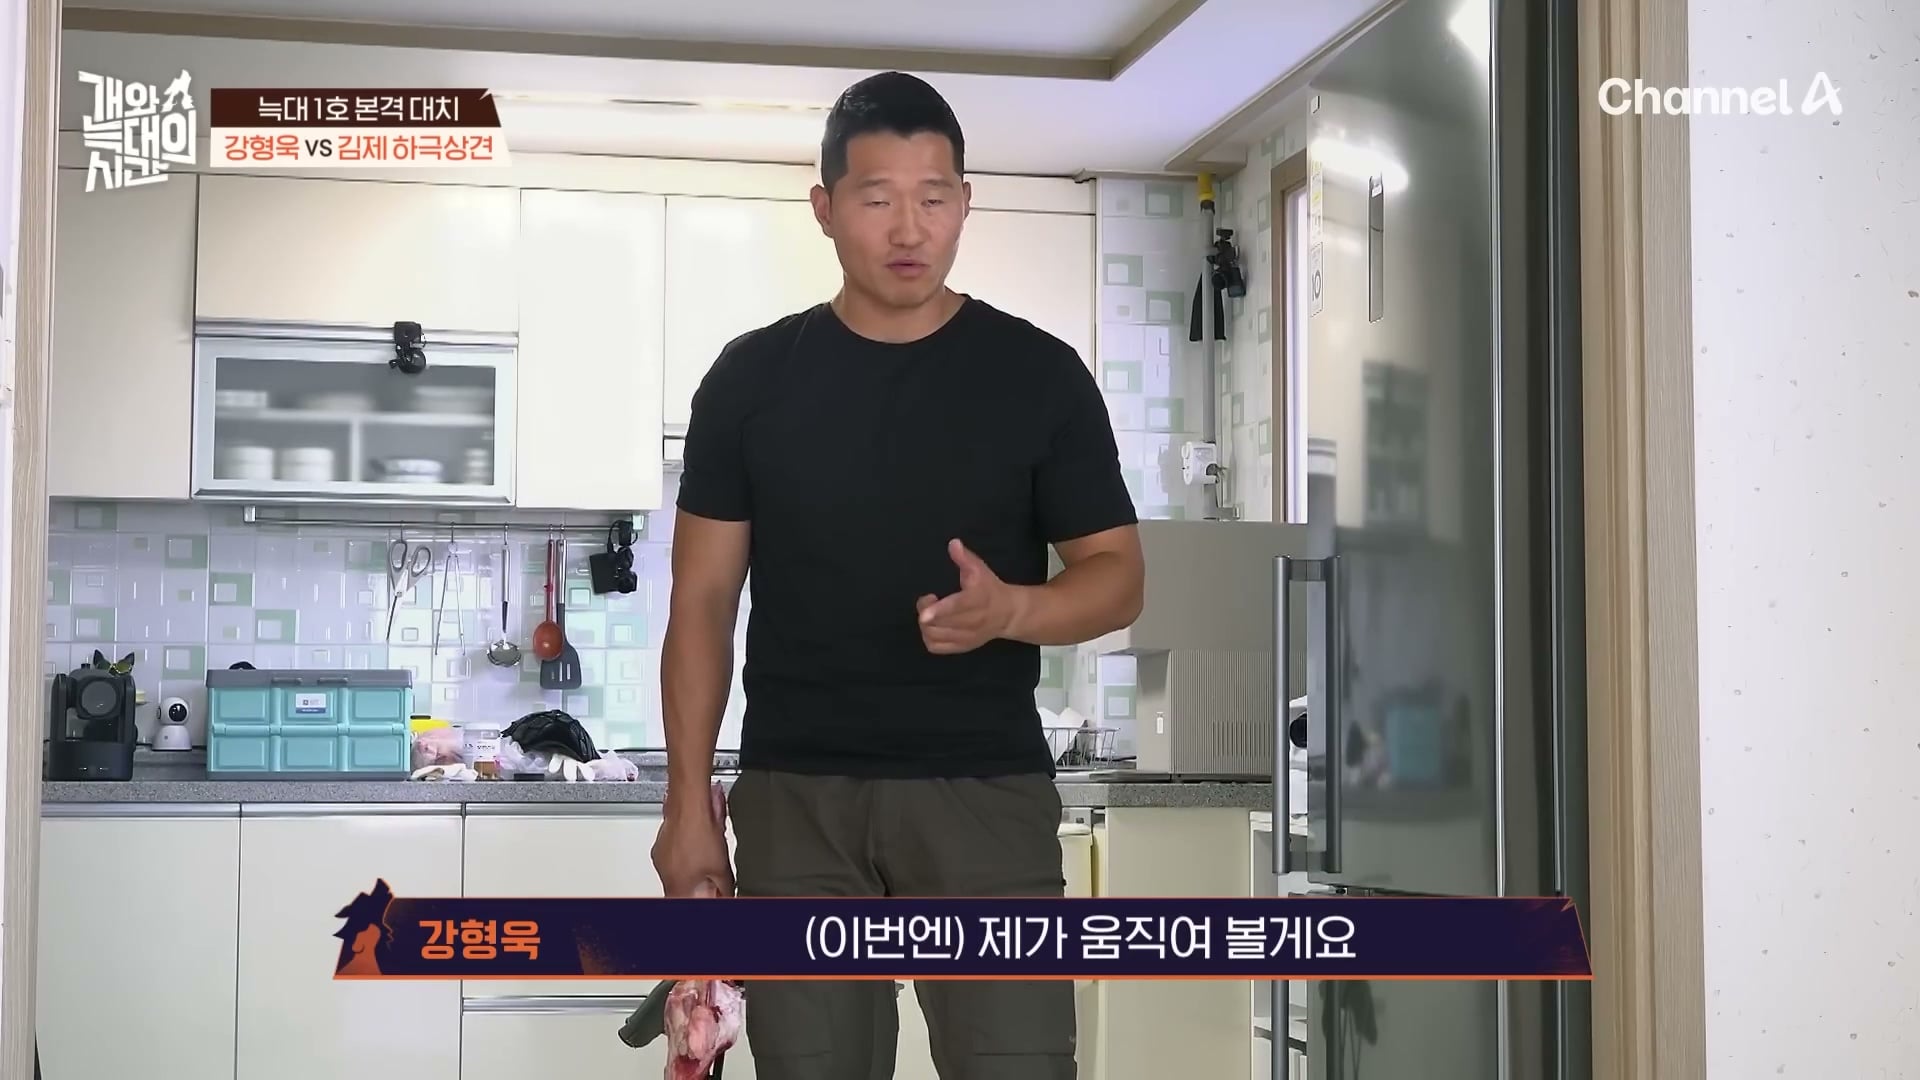 개와
늑대의
시간
늑대 1호 본격 대치
강형욱 vs 김제 하극상견
Channel A
강형욱 (이번엔) 제가 움직여 볼게요